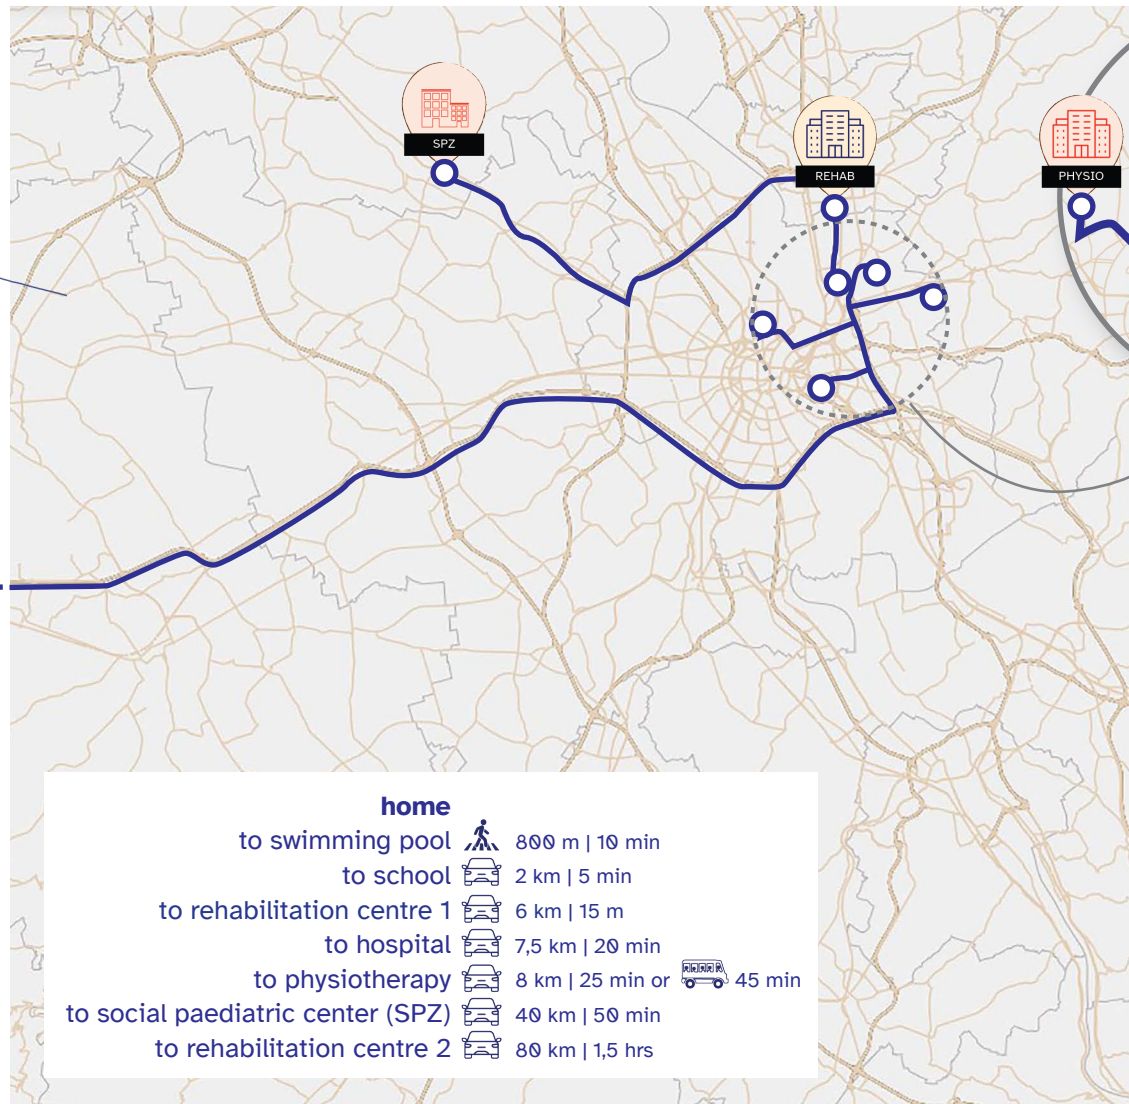 SPZ
REHAB
PHYSIO
home
to swimming pool 800 m | 10 min
to school 2 km | 5 min
to rehabilitation centre 1 6 km | 15 m
to hospital 7,5 km | 20 min
to physiotherapy 8 km | 25 min or 45 min
to social paediatric center (SPZ) 40 km | 50 min
to rehabilitation centre 2 80 km | 1,5 hrs